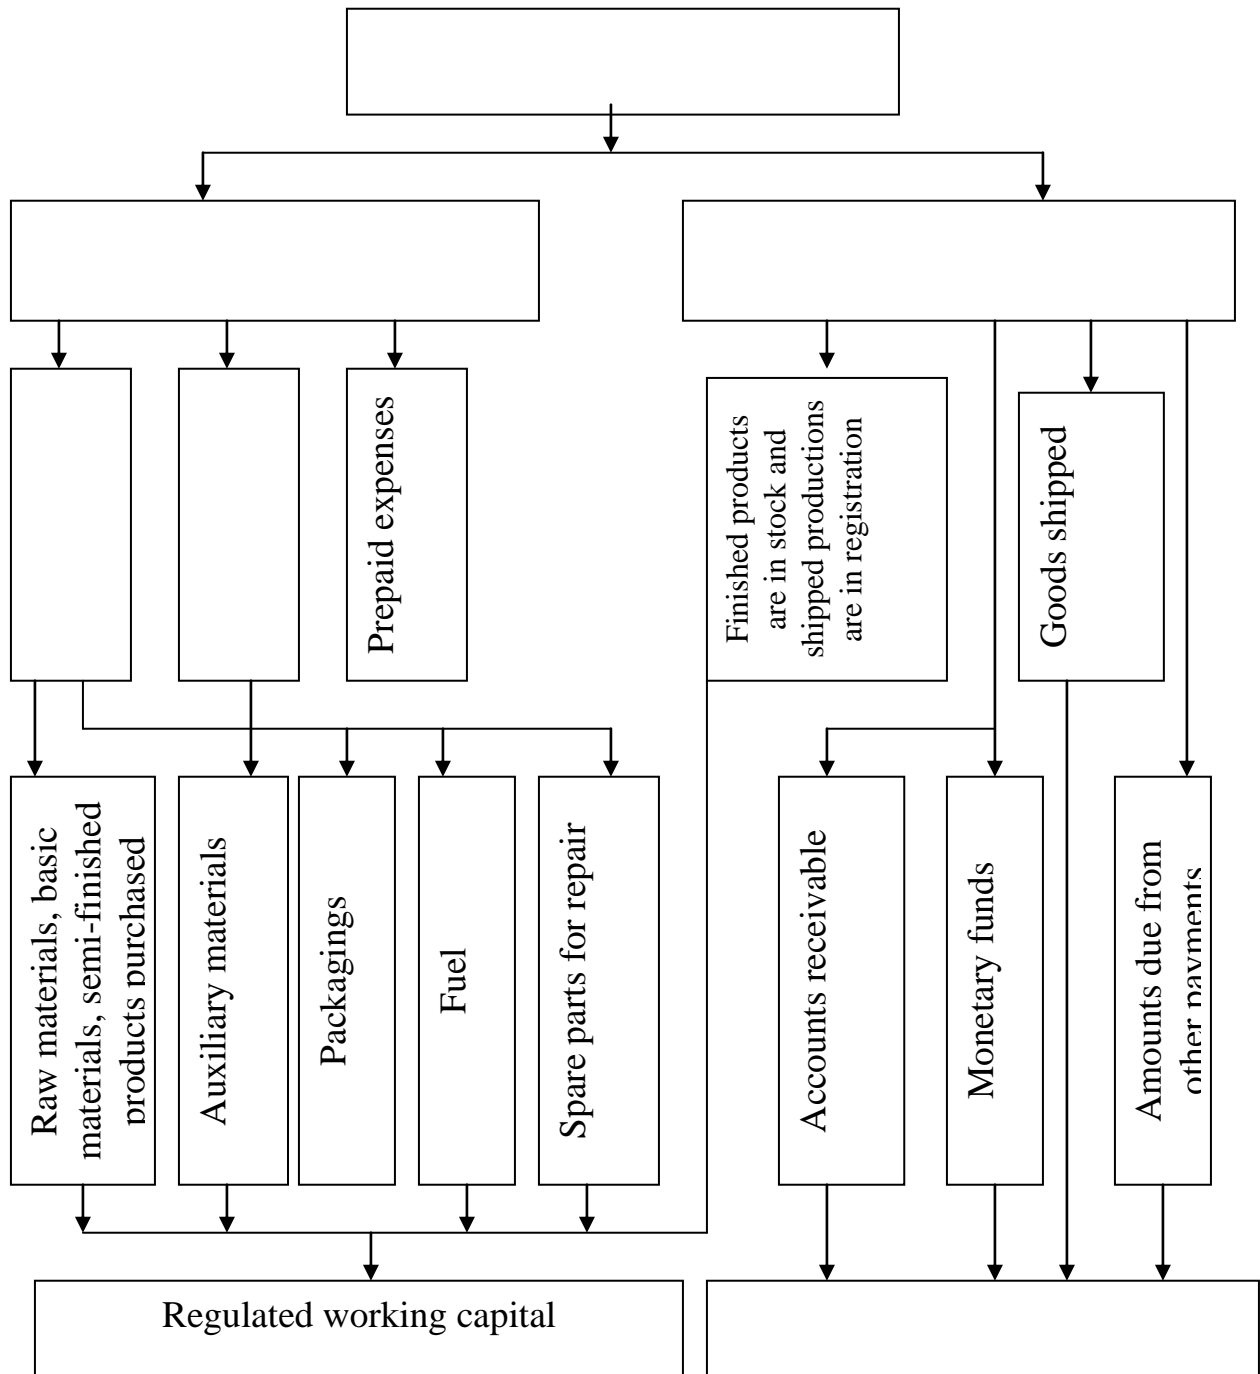 Prepaid expenses
Finished products
are in stock and
shipped productions
are in registration
Goods shipped
Raw materials, basic
materials, semi-finished
products purchased
Auxiliary materials
Packagings
Fuel
Spare parts for repair
Accounts receivable
Monetary funds
Amounts due from
other payments
Regulated working capital